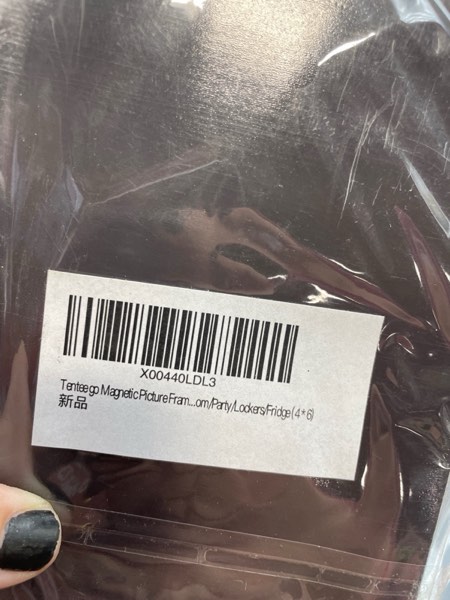 X00440LDL3
Tenteego Magnetic Picture Fram...om/Party/Lockers/Fridge (4*6)
新品